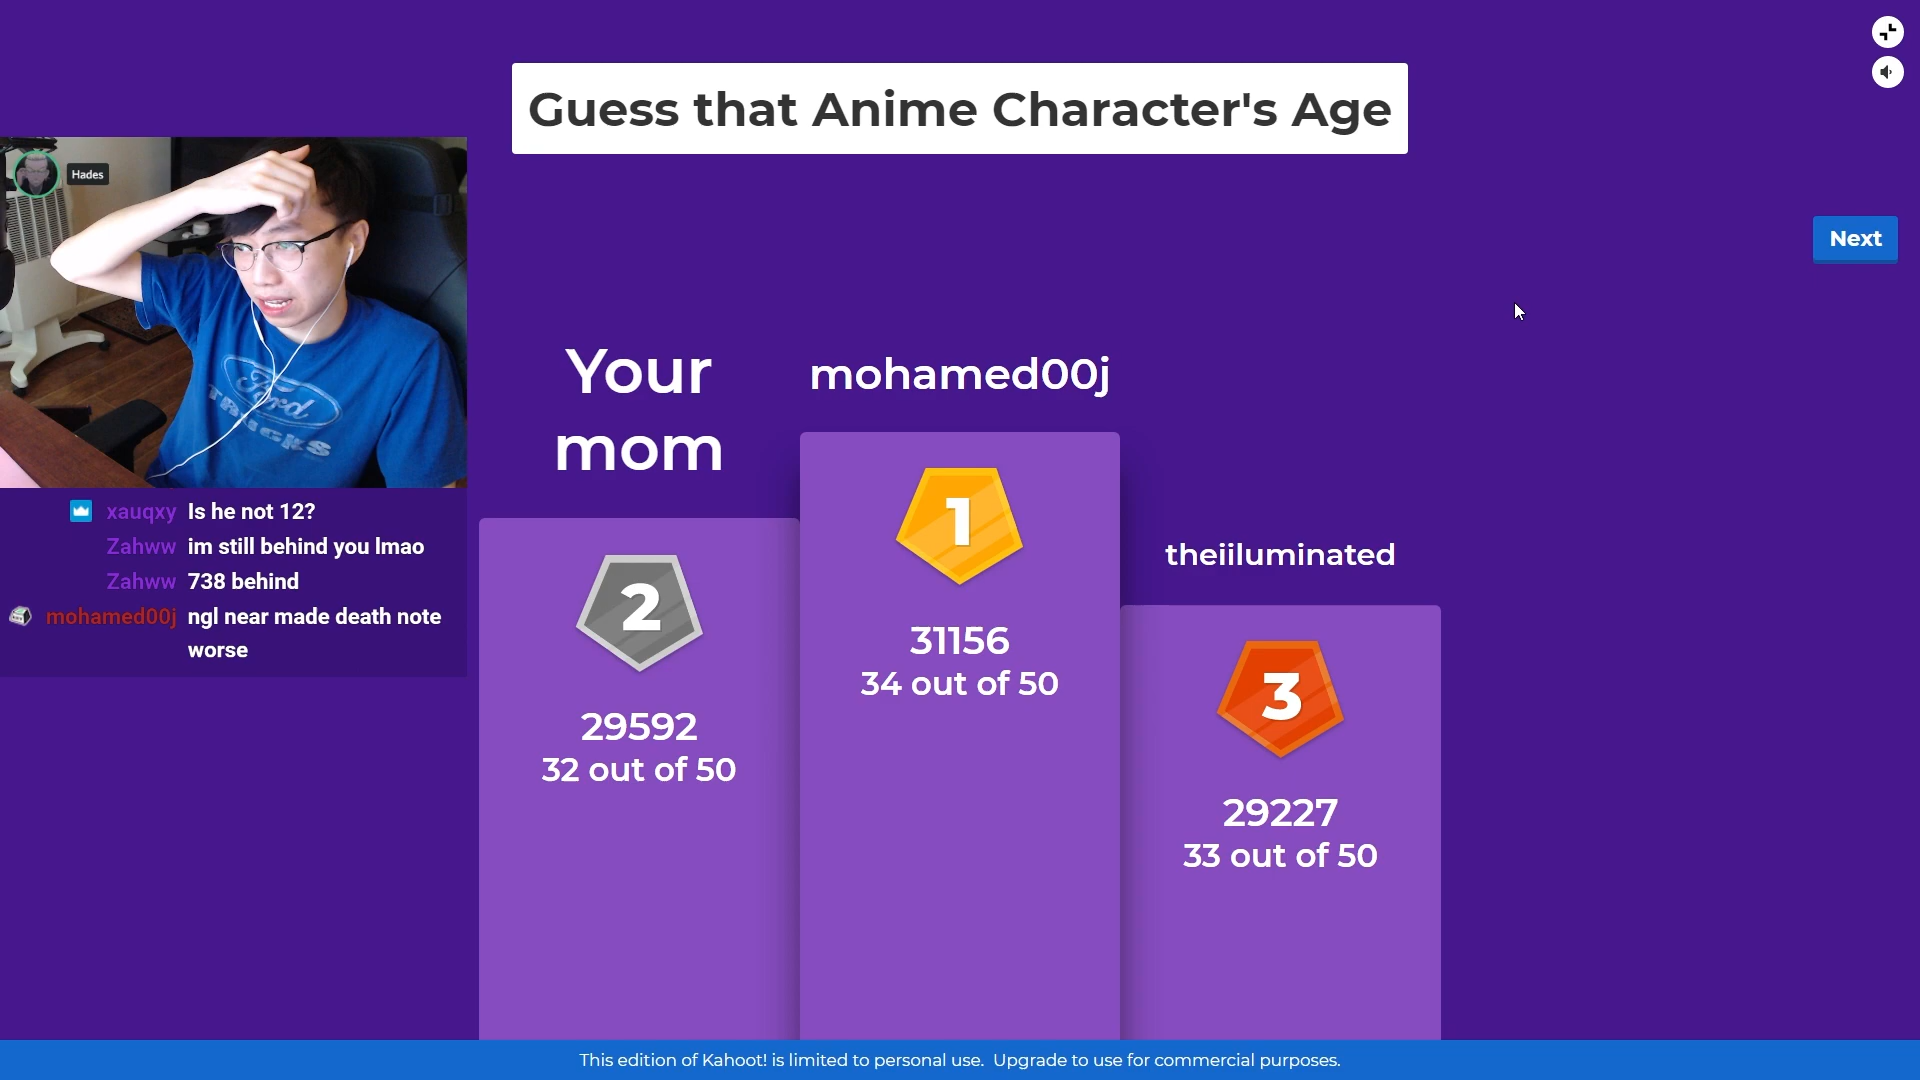 Guess that Anime Character's Age
Hades
Next
Ford
TRUCKS
xauqxy Is he not 12?
Zahww im still behind you lmao
Zahww 738 behind
mohamed00j ngl near made death note
worse
Your
mom
2
29592
32 out of 50
mohamed00j
1
31156
34 out of 50
theiiluminated
3
29227
33 out of 50
This edition of Kahoot! is limited to personal use. Upgrade to use for commercial purposes.